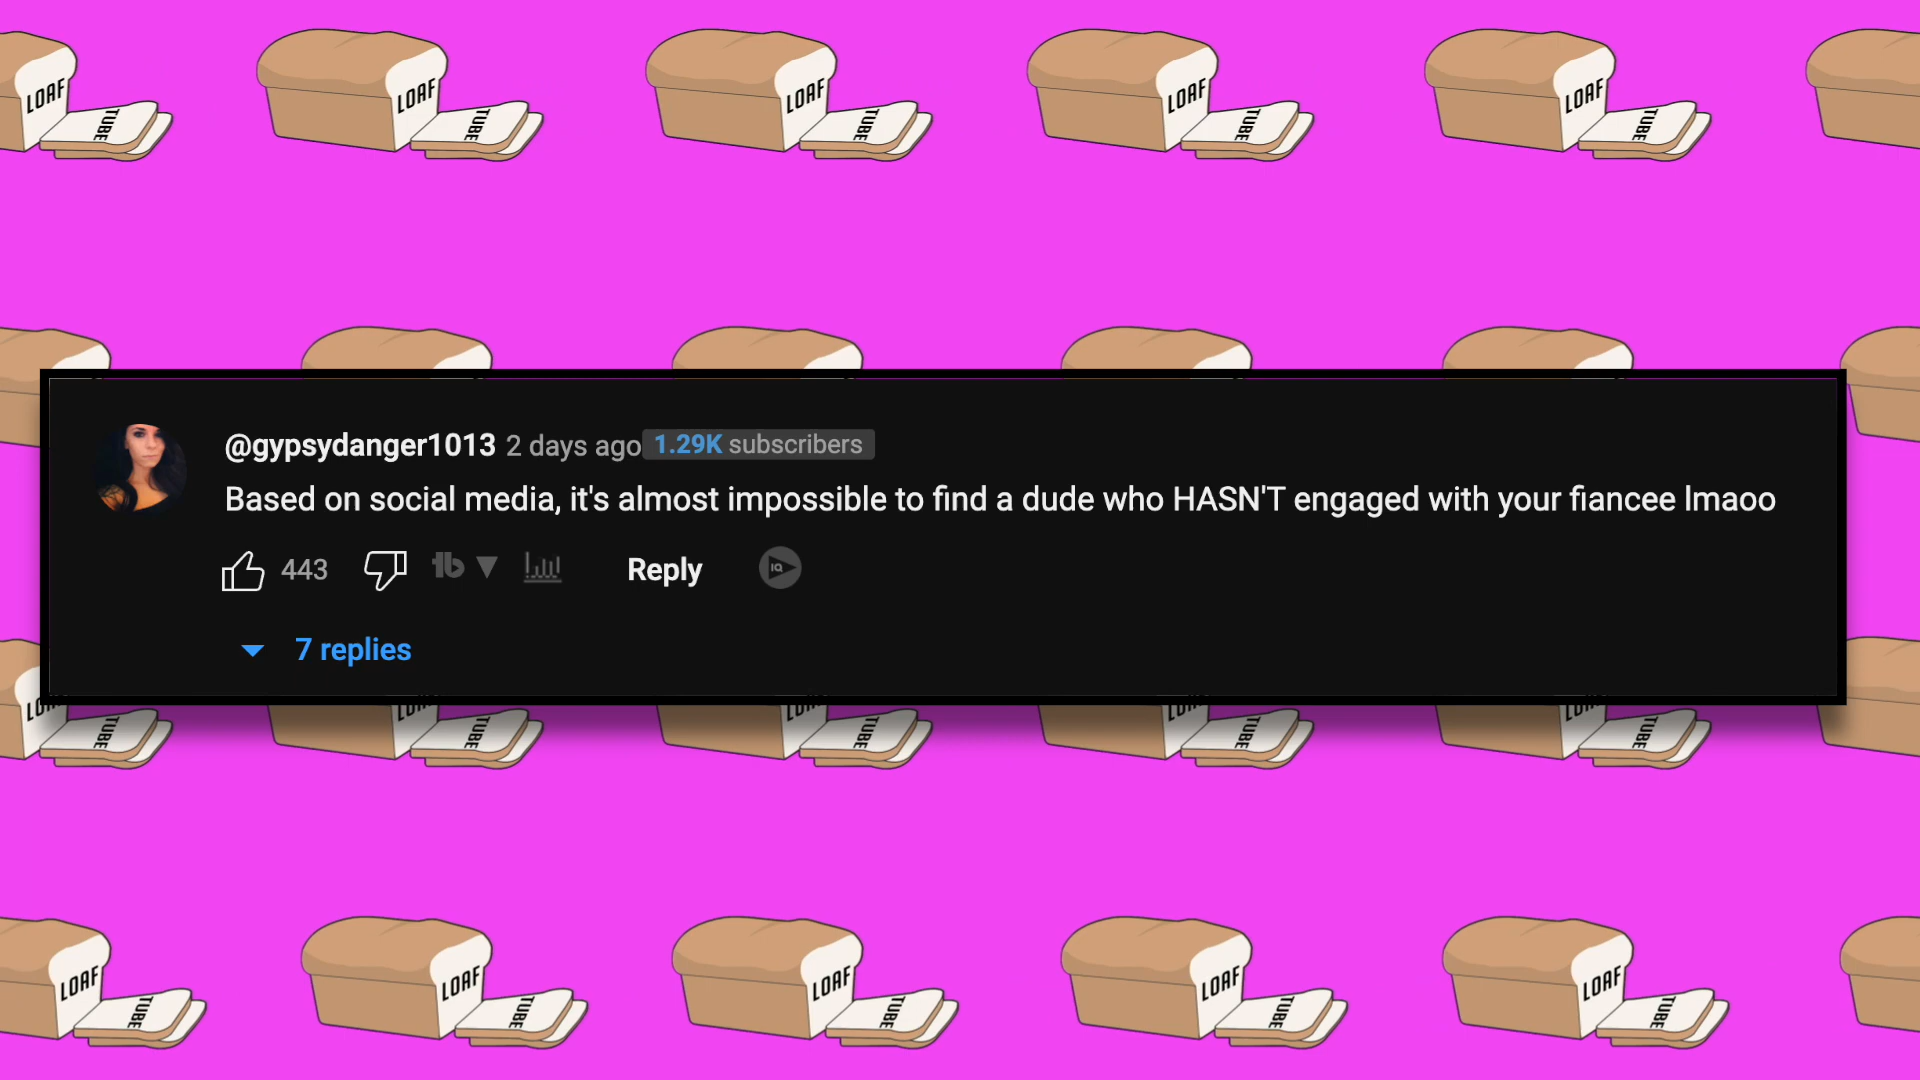 LOAF TUBE LOAF TUBE LOAF TUBE LOAF TUBE LOAF TUBE
@gypsydanger1013 2 days ago 1.29K subscribers
Based on social media, it's almost impossible to find a dude who HASN'T engaged with your fiancee lmaoo
443 tb Reply IQ
7 replies
LOAF TUBE LOAF TUBE LOAF TUBE LOAF TUBE LOAF TUBE
LOAF TUBE LOAF TUBE LOAF TUBE LOAF TUBE LOAF TUBE